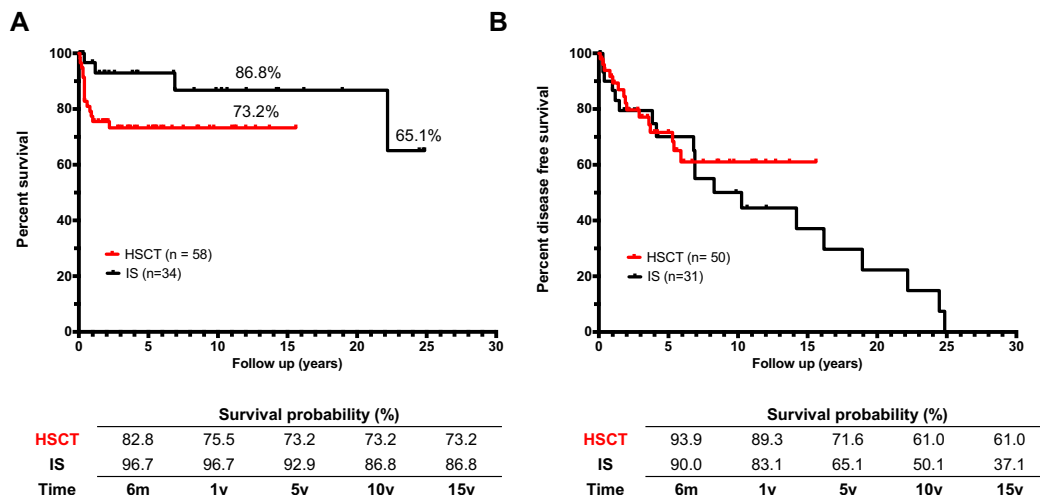 A
Percent survival
100
80
60
40
20
0
86.8%
73.2%
65.1%
HSCT (n = 58)
IS (n=34)
0 5 10 15 20 25 30
Follow up (years)
Survival probability (%)
HSCT 82.8 75.5 73.2 73.2 73.2
IS 96.7 96.7 92.9 86.8 86.8
Time 6m 1y 5y 10y 15y
B
Percent disease free survival
100
80
60
40
20
0
HSCT (n= 50)
IS (n=31)
0 5 10 15 20 25 30
Follow up (years)
Survival probability (%)
HSCT 93.9 89.3 71.6 61.0 61.0
IS 90.0 83.1 65.1 50.1 37.1
Time 6m 1y 5y 10y 15y